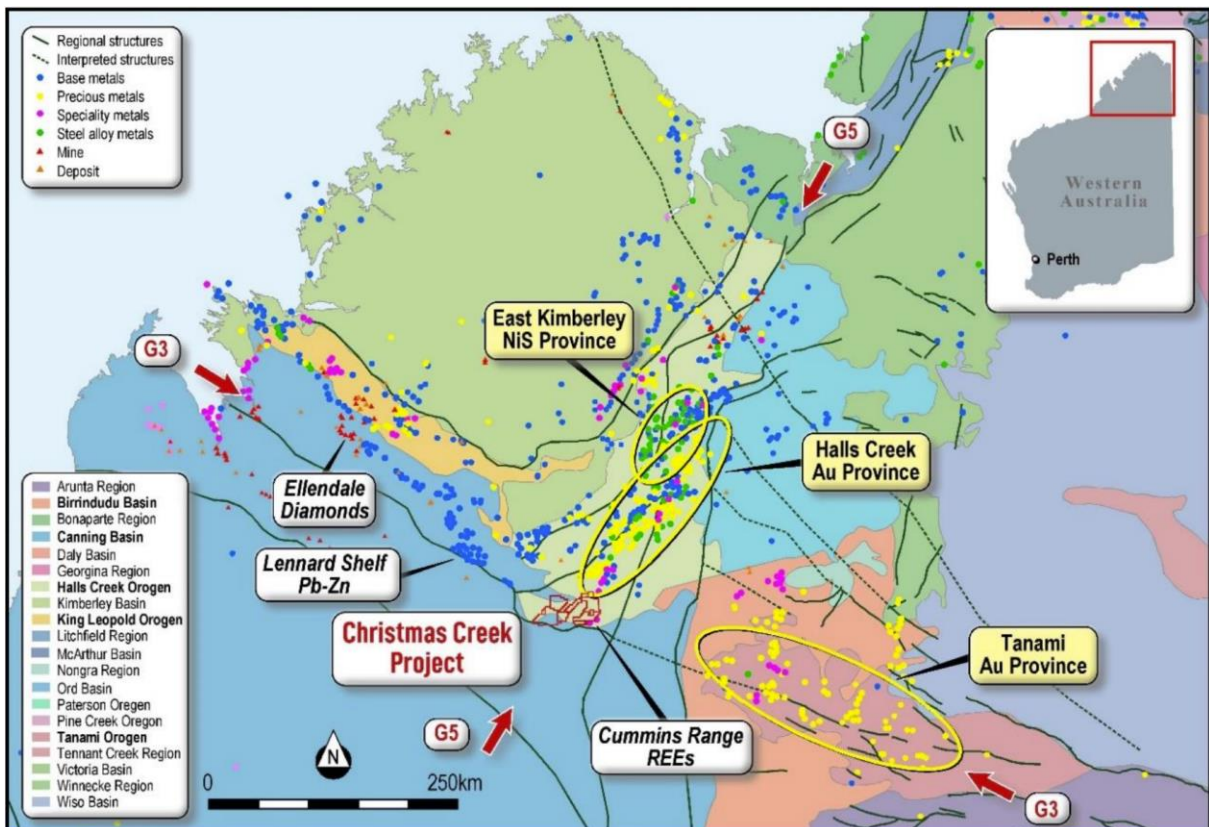 Regional structures
Interpreted structures
Base metals
Precious metals
Speciality metals
Steel alloy metals
Mine
Deposit
Western
Australia
Perth
G5
East Kimberley
NiS Province
G3
Halls Creek
Au Province
Ellendale
Diamonds
Lennard Shelf
Pb-Zn
Christmas Creek
Project
Tanami
Au Province
Cummins Range
REEs
G5
G3
Arunta Region
Birrindudu Basin
Bonaparte Region
Canning Basin
Daly Basin
Georgina Region
Halls Creek Orogen
Kimberley Basin
King Leopold Orogen
Litchfield Region
McArthur Basin
Nongra Region
Ord Basin
Paterson Oregen
Pine Creek Oregon
Tanami Orogen
Tennant Creek Region
Victoria Basin
Winnecke Region
Wiso Basin
N
0 250km